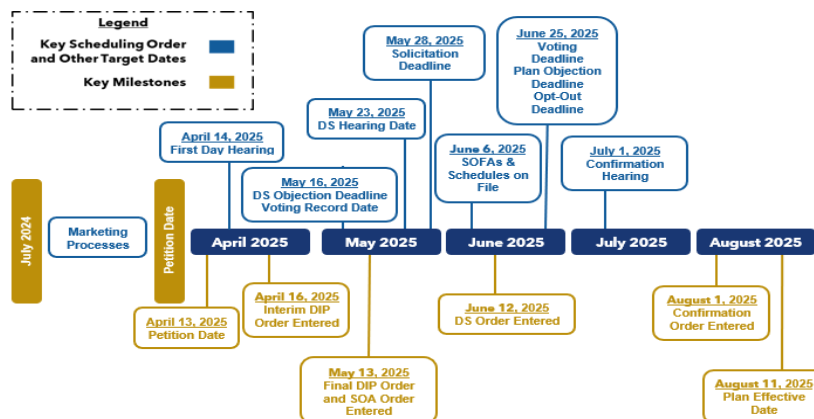 Legend
Key Scheduling Order
and Other Target Dates
Key Milestones
May 28, 2025
Solicitation
Deadline
June 25, 2025
Voting
Deadline
Plan Objection
Deadline
Opt-Out
Deadline
May 23, 2025
DS Hearing Date
April 14, 2025
First Day Hearing
June 6, 2025
SOFAs &
Schedules on
File
July 1, 2025
Confirmation
Hearing
May 16, 2025
DS Objection Deadline
Voting Record Date
July 2024
Marketing
Processes
Petition Date
April 2025
May 2025
June 2025
July 2025
August 2025
April 13, 2025
Petition Date
April 16, 2025
Interim DIP
Order Entered
June 12, 2025
DS Order Entered
August 1, 2025
Confirmation
Order Entered
May 13, 2025
Final DIP Order
and SOA Order
Entered
August 11, 2025
Plan Effective
Date